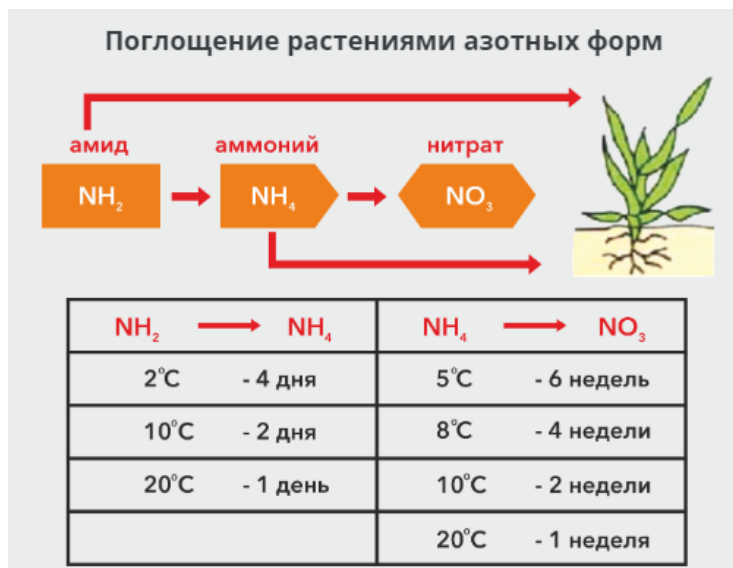 Поглощение растениями азотных форм
амид аммоний нитрат
NH₂ NH₄ NO₃
NH₂ NH₄ NH₄ NO₃
2°C - 4 дня 5°C - 6 недель
10°C - 2 дня 8°C - 4 недели
20°C - 1 день 10°C - 2 недели
20°C - 1 неделя